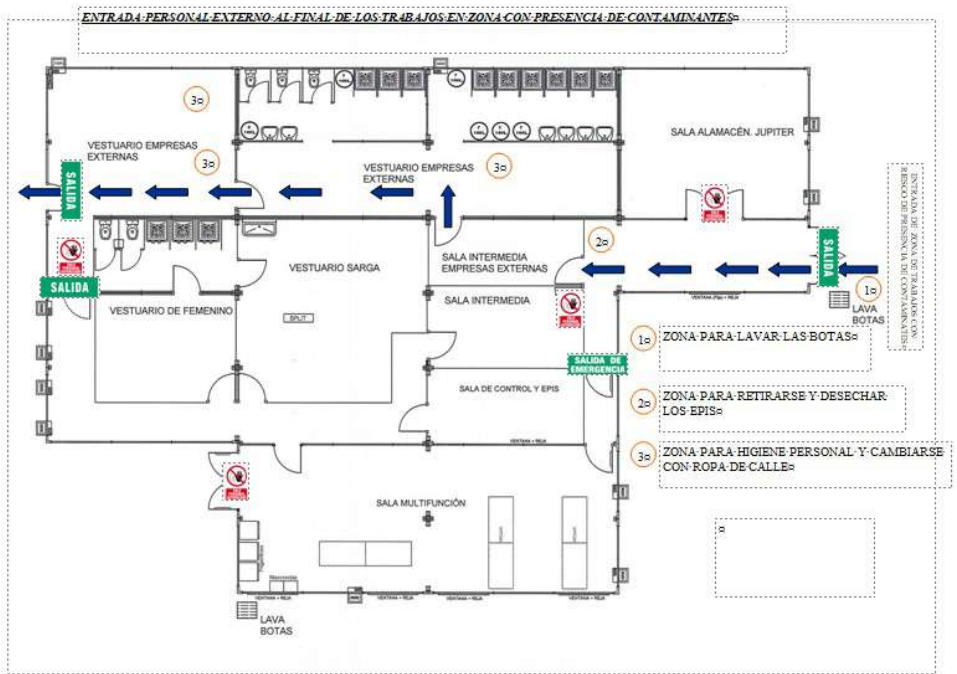 ENTRADA·PERSONAL·EXTERNO·AL·FINAL·DE·LOS·TRABAJOS·EN·ZONA·CON·PRESENCIA·DE·CONTAMINANTES¤
3¤
VESTUARIO EMPRESAS
EXTERNAS
3¤
VESTUARIO EMPRESAS
EXTERNAS
3¤
SALA ALAMACÉN. JUPITER
ENTRADA·DE·ZONA·DE·TRABAJOS·CON·
RIESGO·DE·PRESENCIA·DE·CONTAMINATES¤
SALIDA
SALIDA
VESTUARIO DE FEMENINO
VESTUARIO SARGA
SPLIT
SALA INTERMEDIA
EMPRESAS EXTERNAS
2¤
SALA INTERMEDIA
SALIDA
1¤
LAVA
BOTAS
VENTANA (Fija) + REJA
SALIDA DE
EMERGENCIA
SALA DE CONTROL Y EPIS
VENTANA + REJA
1¤
ZONA·PARA·LAVAR·LAS·BOTAS¤
2¤
ZONA·PARA·RETIRARSE·Y·DESECHAR·
LOS·EPIS¤
3¤
ZONA·PARA·HIGIENE·PERSONAL·Y·CAMBIARSE
CON·ROPA·DE·CALLE¤
¤
SALA MULTIFUNCIÓN
VENTANA + REJA
VENTANA + REJA
VENTANA + REJA
VENTANA + REJA
LAVA
BOTAS